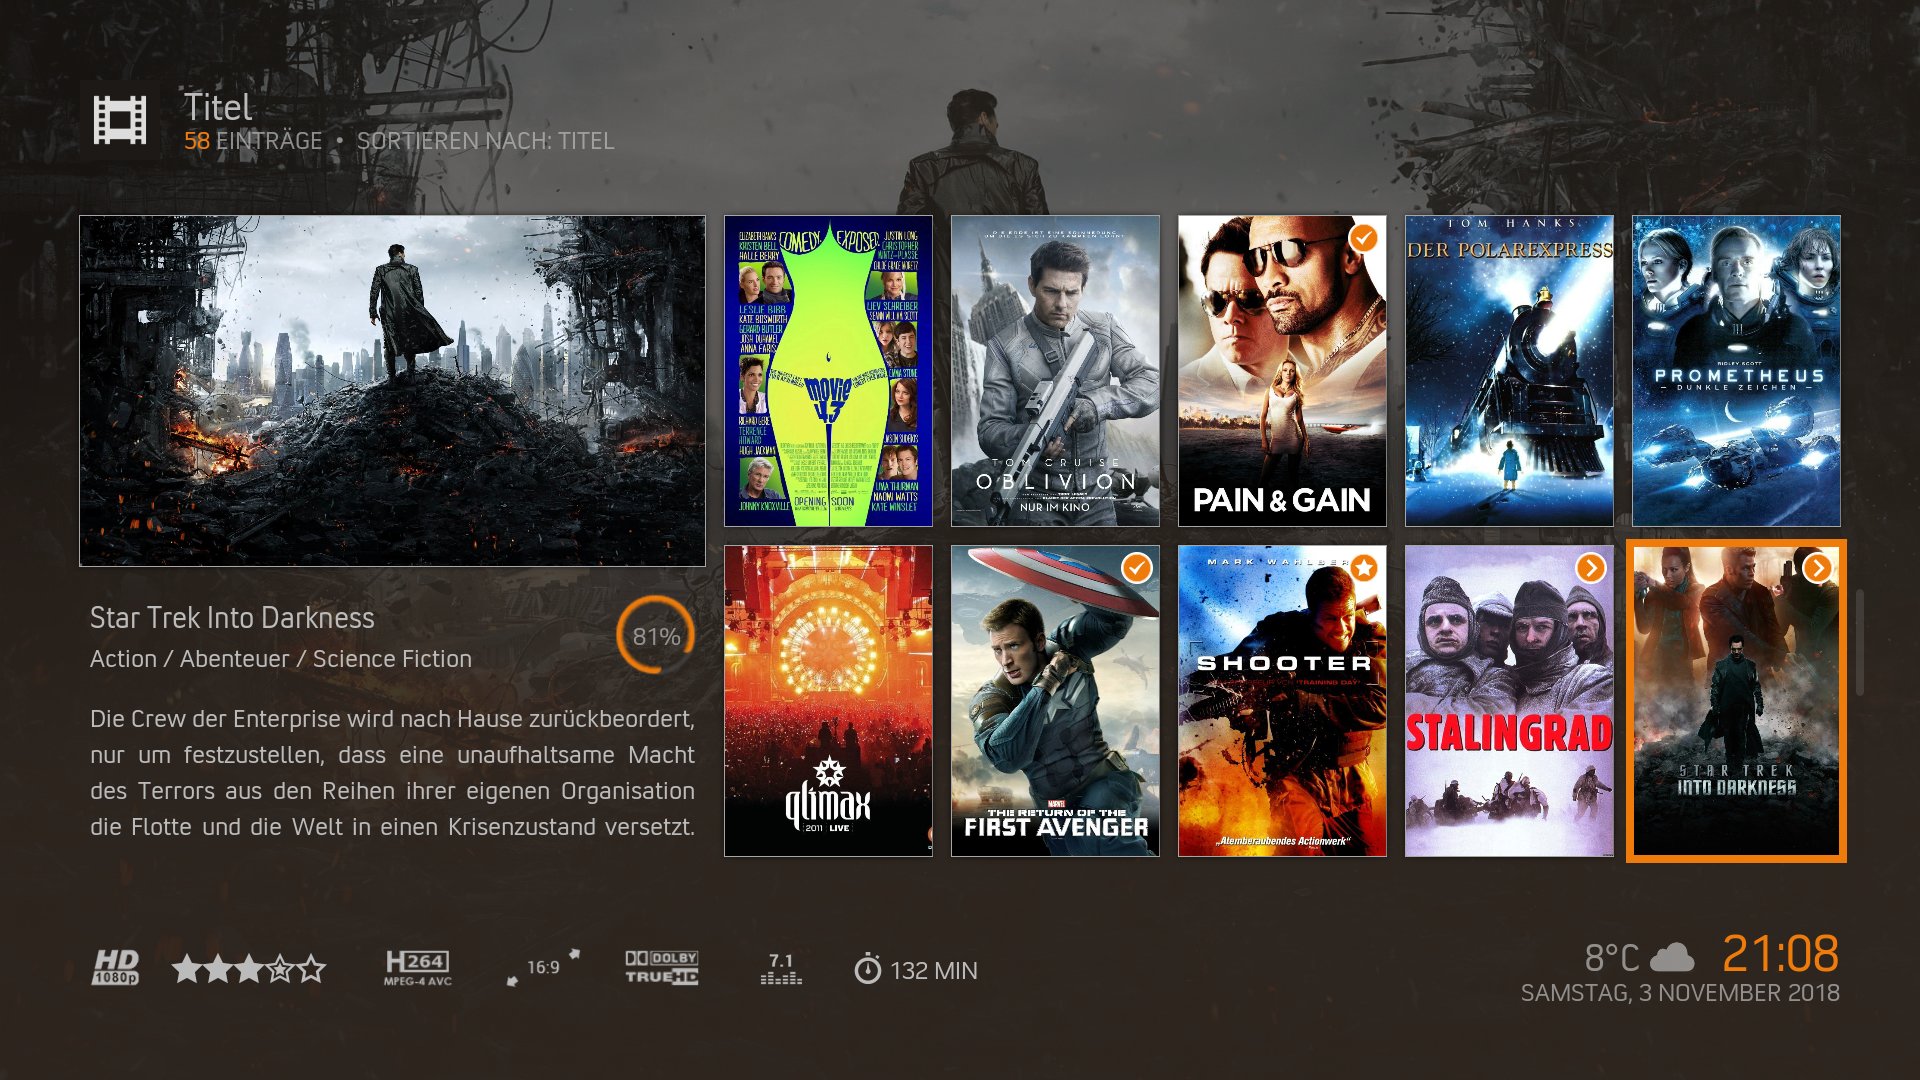 Titel
58 EINTRÄGE • SORTIEREN NACH: TITEL
Star Trek Into Darkness
Action / Abenteuer / Science Fiction
81%
Die Crew der Enterprise wird nach Hause zurückbeordert,
nur um festzustellen, dass eine unaufhaltsame Macht
des Terrors aus den Reihen ihrer eigenen Organisation
die Flotte und die Welt in einen Krisenzustand versetzt.
COMEDY EXPOSED
ELIZABETH BANKS
KRISTEN BELL
HALLE BERRY
LESLIE BIBB
KATE BOSWORTH
GERARD BUTLER
JOSH DUHAMEL
ANNA FARIS
RICHARD GERE
TERRENCE
HOWARD
HUGH JACKMAN
JOHNNY KNOXVILLE
JUSTIN LONG
CHRISTOPHER
MINTZ-PLASSE
CHLOE GRACE MORETZ
LIEV SCHREIBER
SEANN WILLIAM SCOTT
EMMA STONE
JASON SUDEIKIS
UMA THURMAN
NAOMI WATTS
KATE WINSLET
movie
43
OPENING SOON
TOM CRUISE
OBLIVION
NUR IM KINO
PAIN & GAIN
TOM HANKS
DER POLAREXPRESS
RIDLEY SCOTT
PROMETHEUS
– DUNKLE ZEICHEN –
qlimax
2011 LIVE
MARVEL
THE RETURN OF THE
FIRST AVENGER
MARK WAHLBER
SHOOTER
"TRAINING DAY"
„Atemberaubendes Actionwerk“
STALINGRAD
STAR TREK
INTO DARKNESS
HD
1080p
H264
MPEG-4 AVC
16:9
DOLBY
TRUEHD
7.1
132 MIN
8°C
21:08
SAMSTAG, 3 NOVEMBER 2018